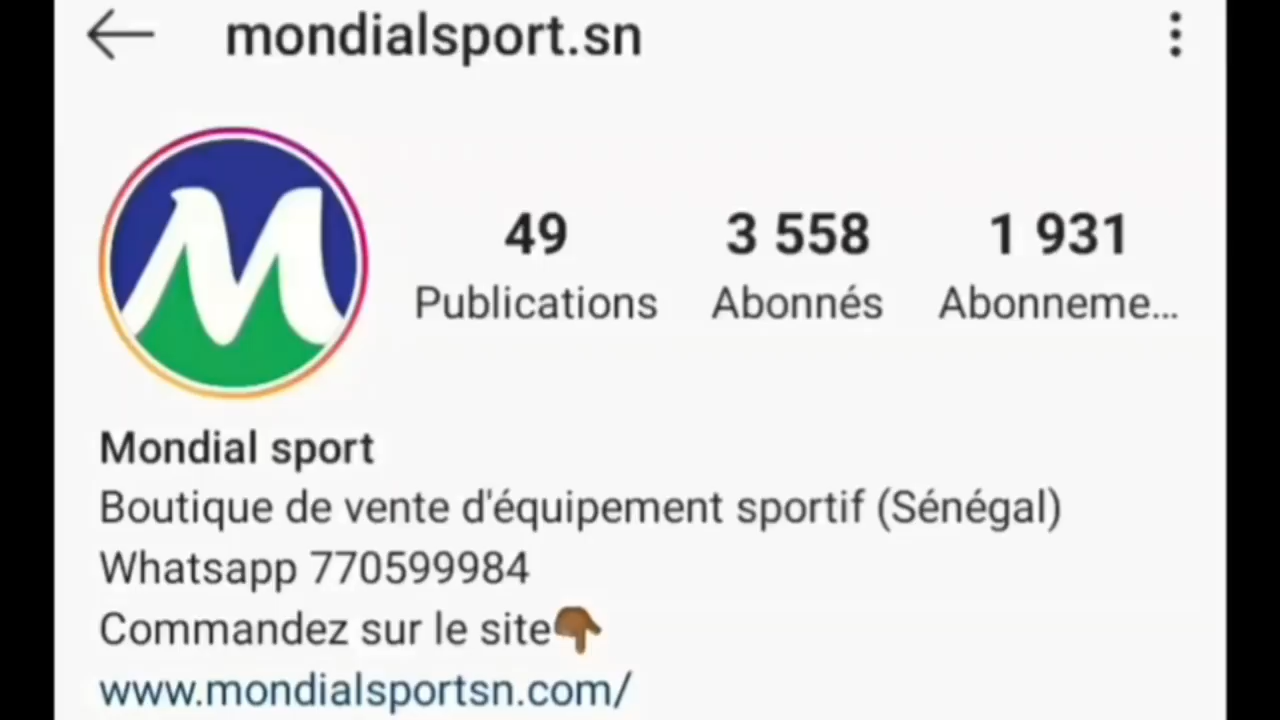 mondialsport.sn
M
49 3 558 1 931
Publications Abonnés Abonneme...
Mondial sport
Boutique de vente d'équipement sportif (Sénégal)
Whatsapp 770599984
Commandez sur le site👇🏾
www.mondialsportsn.com/